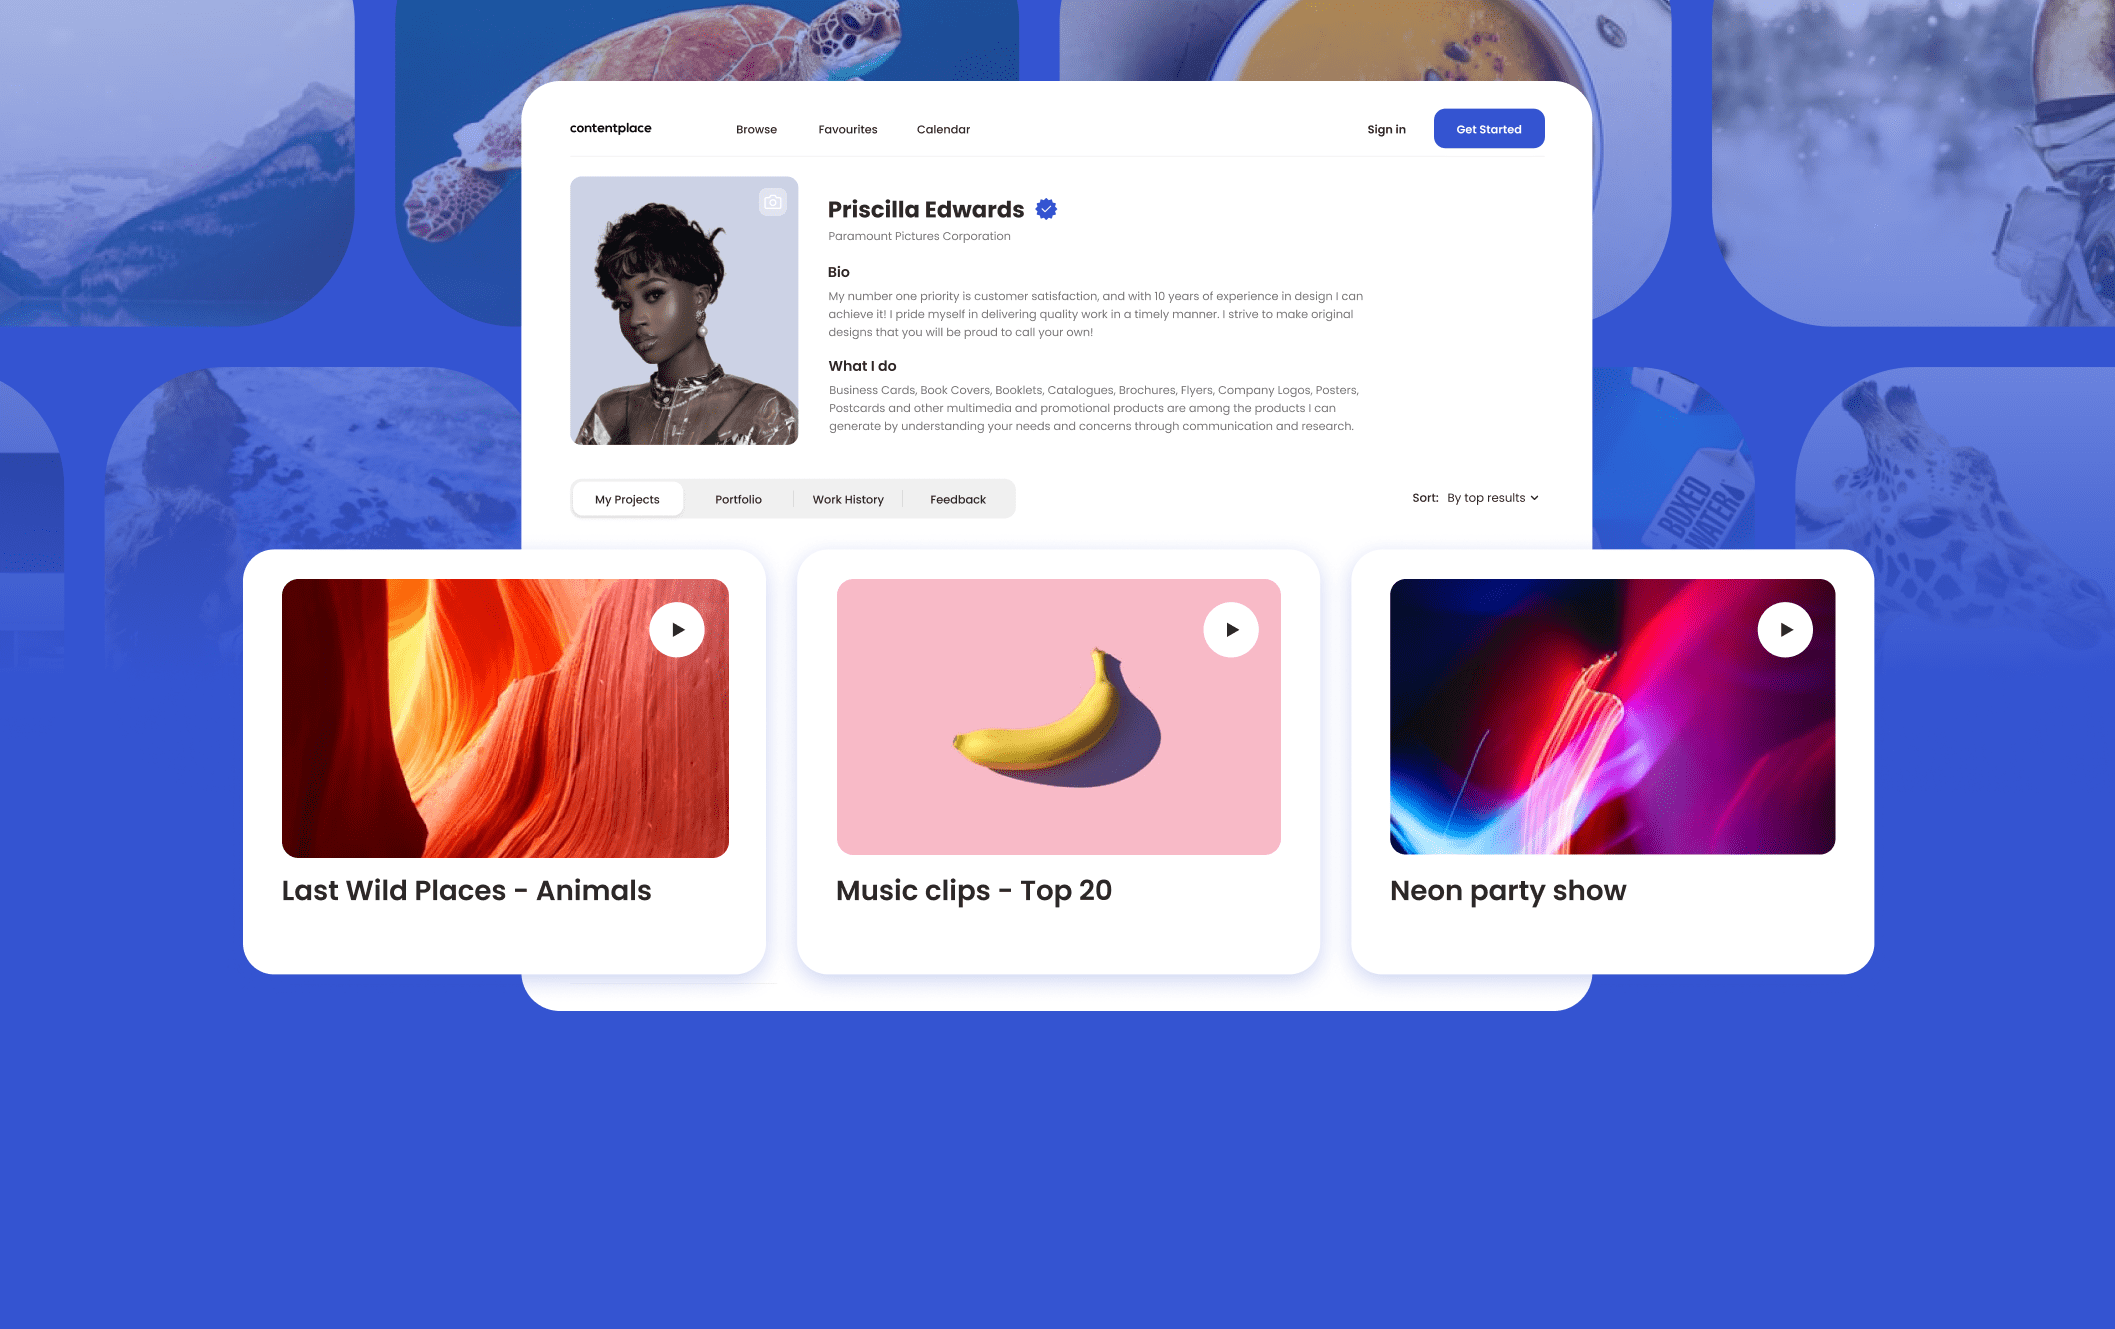 contentplace
Browse
Favourites
Calendar
Sign in
Get Started
Priscilla Edwards
Paramount Pictures Corporation
Bio
My number one priority is customer satisfaction, and with 10 years of experience in design I can
achieve it! I pride myself in delivering quality work in a timely manner. I strive to make original
designs that you will be proud to call your own!
What I do
Business Cards, Book Covers, Booklets, Catalogues, Brochures, Flyers, Company Logos, Posters,
Postcards and other multimedia and promotional products are among the products I can
generate by understanding your needs and concerns through communication and research.
My Projects
Portfolio
Work History
Feedback
Sort: By top results
BOXED
WATER
Last Wild Places - Animals
Music clips - Top 20
Neon party show